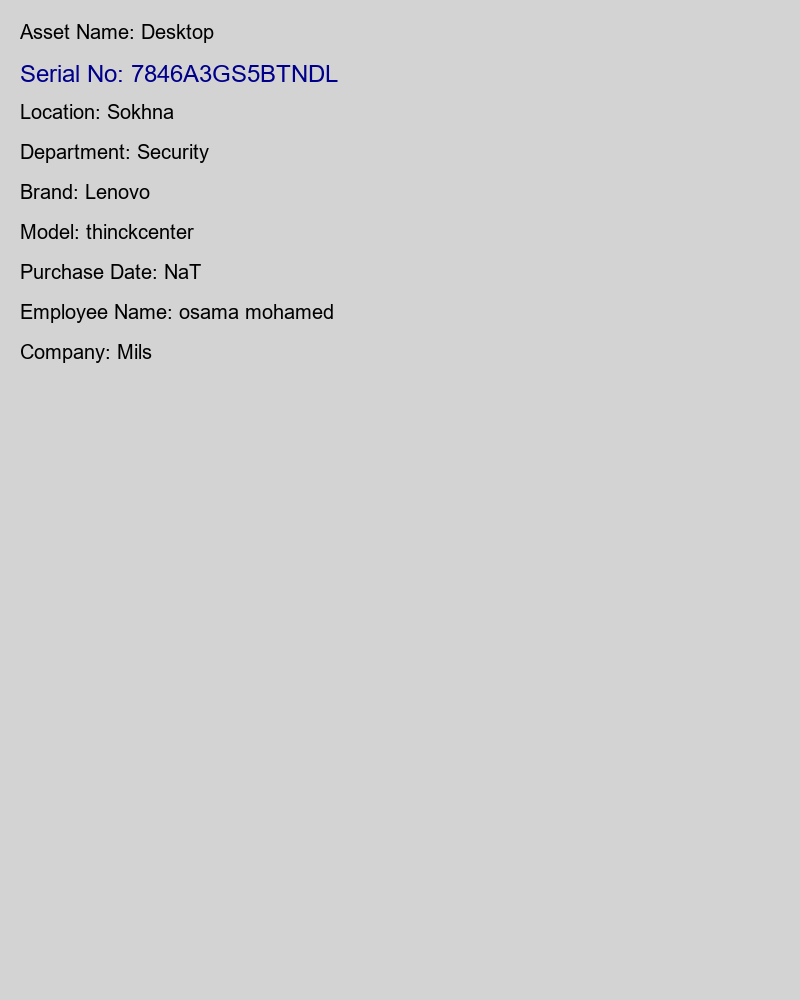 Asset Name: Desktop
Serial No: 7846A3GS5BTNDL
Location: Sokhna
Department: Security
Brand: Lenovo
Model: thinckcenter
Purchase Date: NaT
Employee Name: osama mohamed
Company: Mils